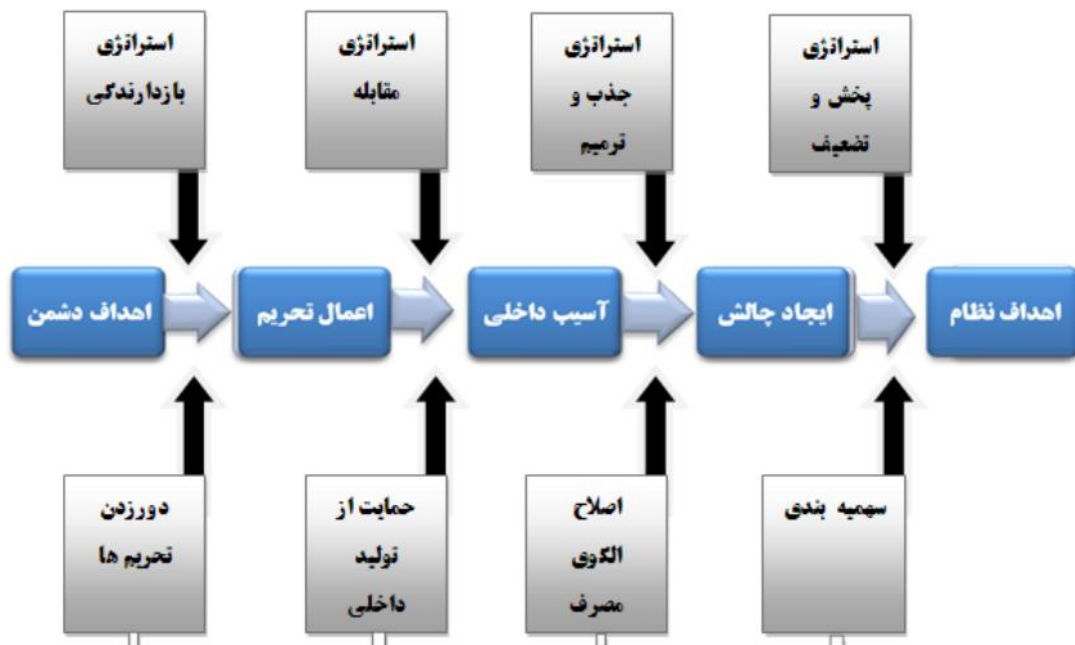 استراتژی
بازدارندگی
استراتژی
مقابله
استراتژی
جذب و
ترمیم
استراتژی
پخش و
تضعیف
اهداف دشمن
اعمال تحریم
آسیب داخلی
ایجاد چالش
اهداف نظام
دورزدن
تحریم ها
حمایت از
تولید
داخلی
اصلاح
الگوی
مصرف
سهمیه بندی